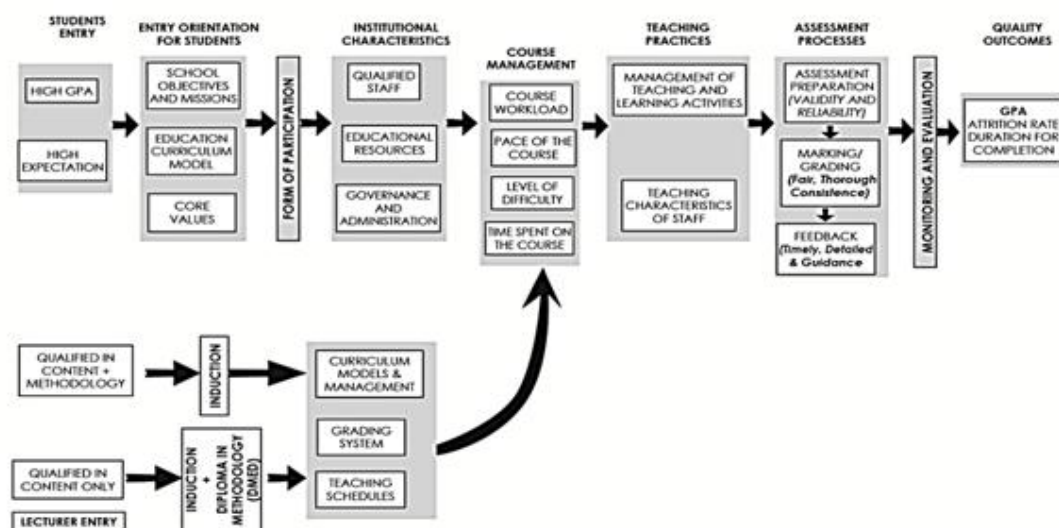 STUDENTS
ENTRY
HIGH GPA
HIGH
EXPECTATION
ENTRY ORIENTATION
FOR STUDENTS
SCHOOL
OBJECTIVES
AND MISSIONS
EDUCATION
CURRICULUM
MODEL
CORE
VALUES
FORM OF PARTICIPATION
INSTITUTIONAL
CHARACTERISTICS
QUALIFIED
STAFF
EDUCATIONAL
RESOURCES
GOVERNANCE
AND
ADMINISTRATION
COURSE
MANAGEMENT
COURSE
WORKLOAD
PACE OF THE
COURSE
LEVEL OF
DIFFICULTY
TIME SPENT ON
THE COURSE
TEACHING
PRACTICES
MANAGEMENT OF
TEACHING AND
LEARNING ACTIVITIES
TEACHING
CHARACTERISTICS
OF STAFF
ASSESSMENT
PROCESSES
ASSESSMENT
PREPARATION
(VALIDITY AND
RELIABILITY)
MARKING/
GRADING
(Fair, Thorough
Consistence)
FEEDBACK
(Timely, Detailed
& Guidance
MONITORING AND EVALUATION
QUALITY
OUTCOMES
GPA
ATTRITION RATE
DURATION FOR
COMPLETION
QUALIFIED IN
CONTENT +
METHODOLOGY
INDUCTION
CURRICULUM
MODELS &
MANAGEMENT
GRADING
SYSTEM
TEACHING
SCHEDULES
QUALIFIED IN
CONTENT ONLY
INDUCTION
+
DIPLOMA IN
METHODOLOGY
(DMED)
LECTURER ENTRY